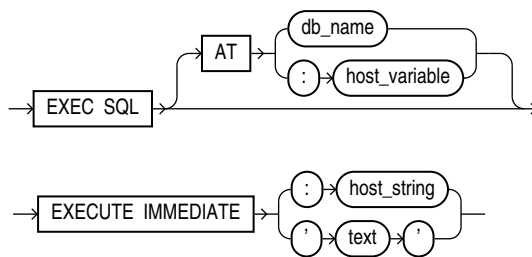 db_name
AT
: host_variable
EXEC SQL
: host_string
EXECUTE IMMEDIATE
' text '